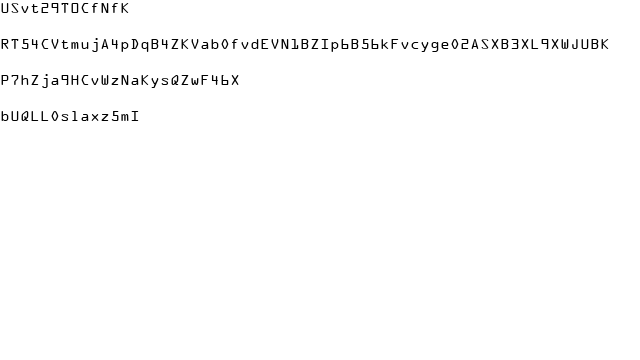 USvt29TOCfNfK
RT54CVtmujA4pDqB4ZKVab0fvdEVN1BZIp6B56kFvcyge02ASXB3XL9XWJUBK
P7hZja9HCvWzNaKysQZwF46X
bUQLL0slaxz5mI